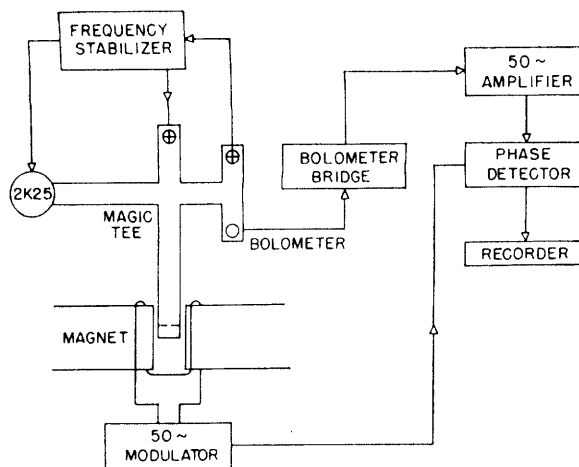 FREQUENCY
STABILIZER
50~
AMPLIFIER
BOLOMETER
BRIDGE
PHASE
DETECTOR
2K25
MAGIC
TEE
BOLOMETER
RECORDER
MAGNET
50~
MODULATOR